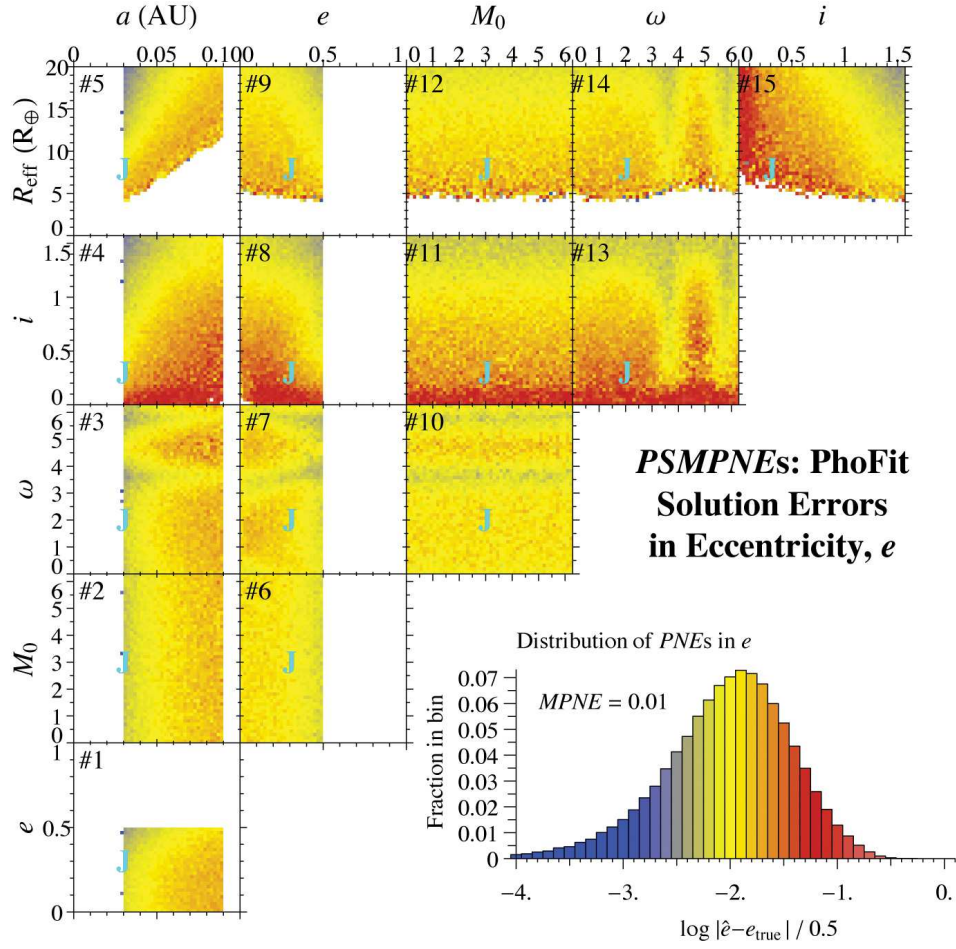 a (AU) e M₀ ω i
0 0.05 0.10 0 0.5 1.0 0 1 2 3 4 5 6 0 1 2 3 4 5 6 0.0 0.5 1.0 1.5
R_eff (R⊕)
20
15
10
5
0
#5 #9 #12 #14 #15
J J J J J
i
1.5
1
0.5
0
#4 #8 #11 #13
J J J J
ω
6
5
4
3
2
1
0
#3 #7 #10
J J J
PSMPNEs: PhoFit
Solution Errors
in Eccentricity, e
M₀
6
5
4
3
2
1
0
#2 #6
J J
e
1
0.5
0
#1
J
Distribution of PNEs in e
MPNE = 0.01
Fraction in bin
0.07
0.06
0.05
0.04
0.03
0.02
0.01
0
−4. −3. −2. −1. 0.
log |ê−e_true| / 0.5